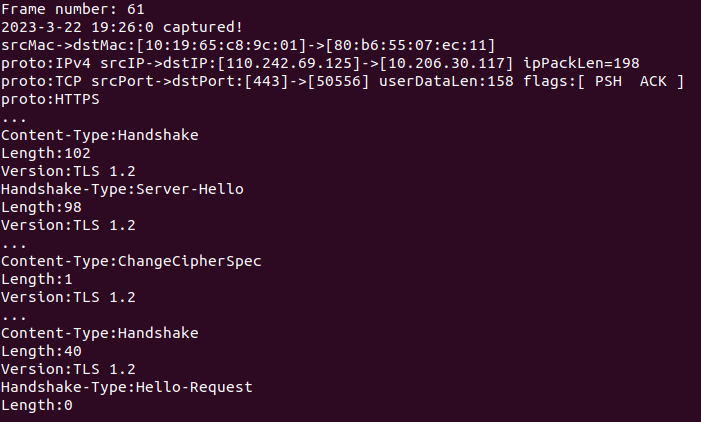 Frame number: 61
2023-3-22 19:26:0 captured!
srcMac->dstMac:[10:19:65:c8:9c:01]->[80:b6:55:07:ec:11]
proto:IPv4 srcIP->dstIP:[110.242.69.125]->[10.206.30.117] ipPackLen=198
proto:TCP srcPort->dstPort:[443]->[50556] userDataLen:158 flags:[ PSH  ACK ]
proto:HTTPS
...
Content-Type:Handshake
Length:102
Version:TLS 1.2
Handshake-Type:Server-Hello
Length:98
Version:TLS 1.2
...
Content-Type:ChangeCipherSpec
Length:1
Version:TLS 1.2
...
Content-Type:Handshake
Length:40
Version:TLS 1.2
Handshake-Type:Hello-Request
Length:0